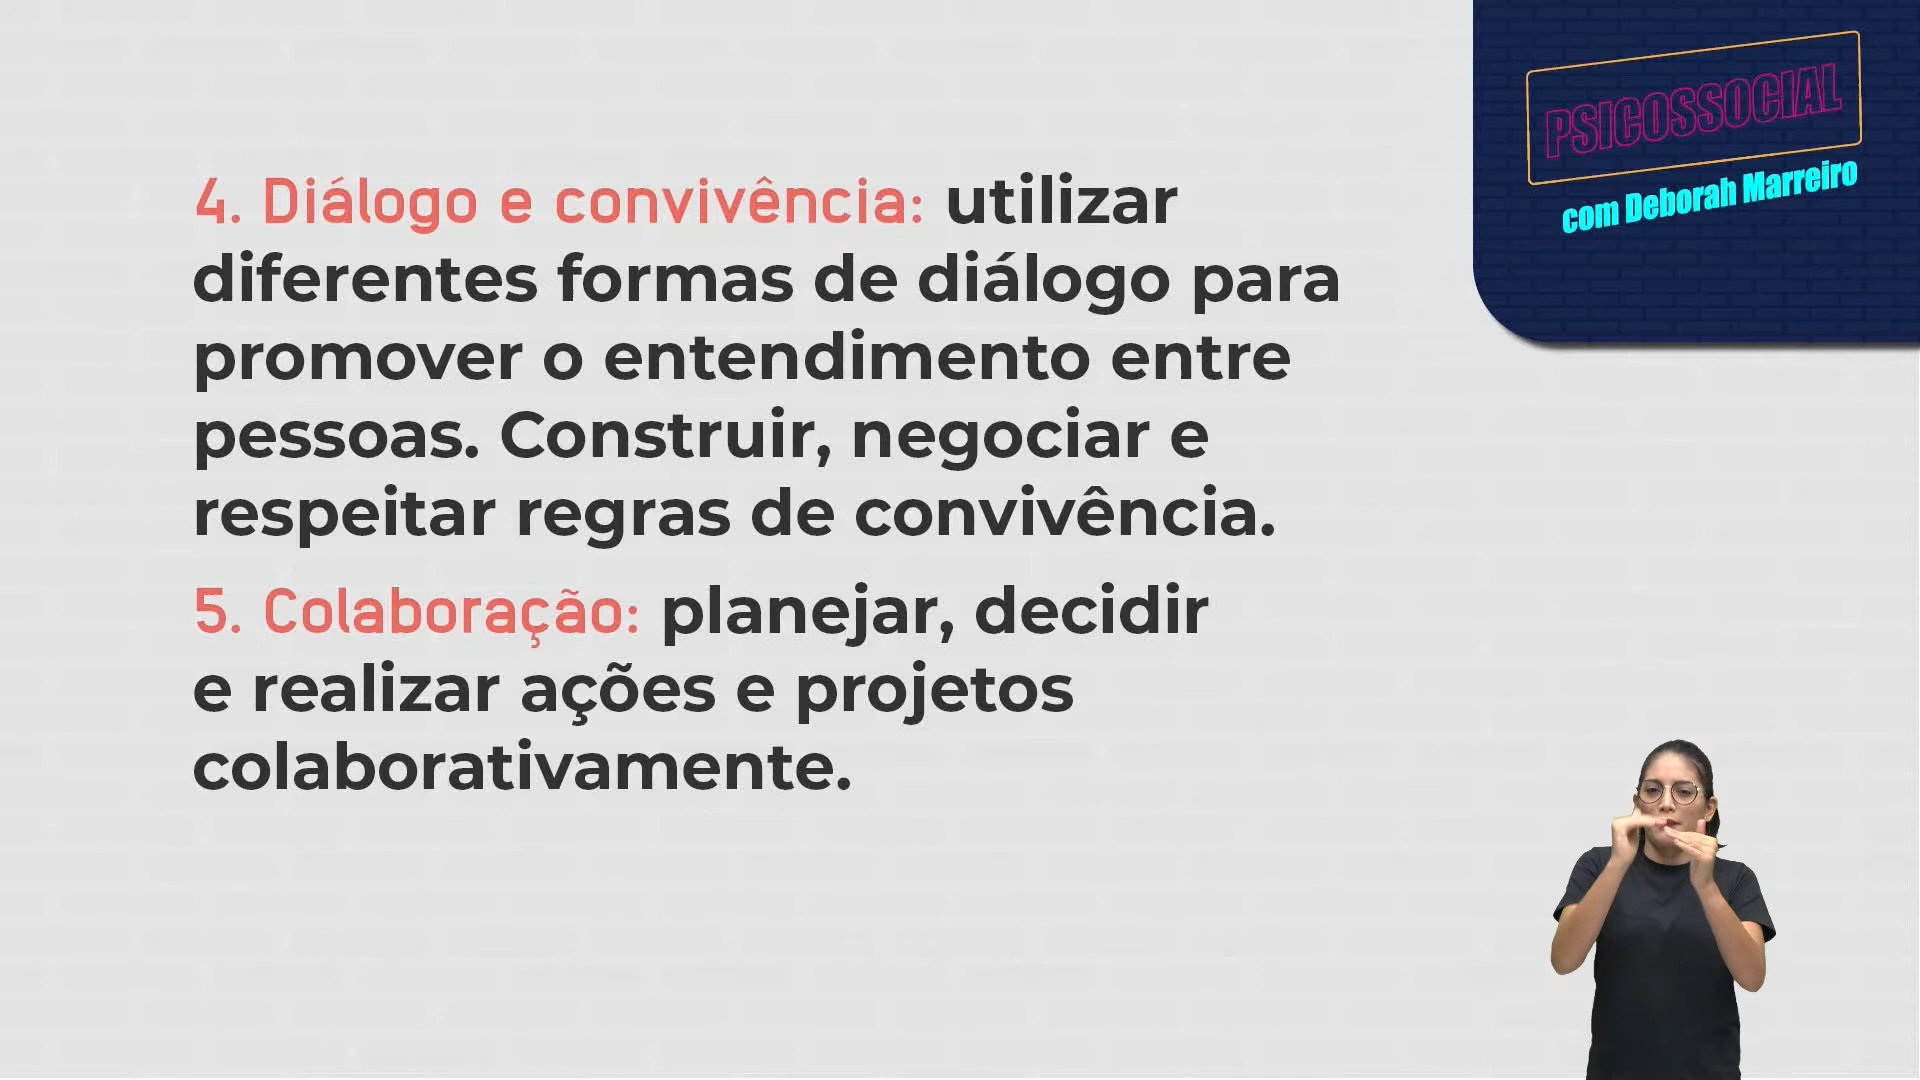 PSICOSSOCIAL
com Deborah Marreiro
4. Diálogo e convivência: utilizar
diferentes formas de diálogo para
promover o entendimento entre
pessoas. Construir, negociar e
respeitar regras de convivência.
5. Colaboração: planejar, decidir
e realizar ações e projetos
colaborativamente.